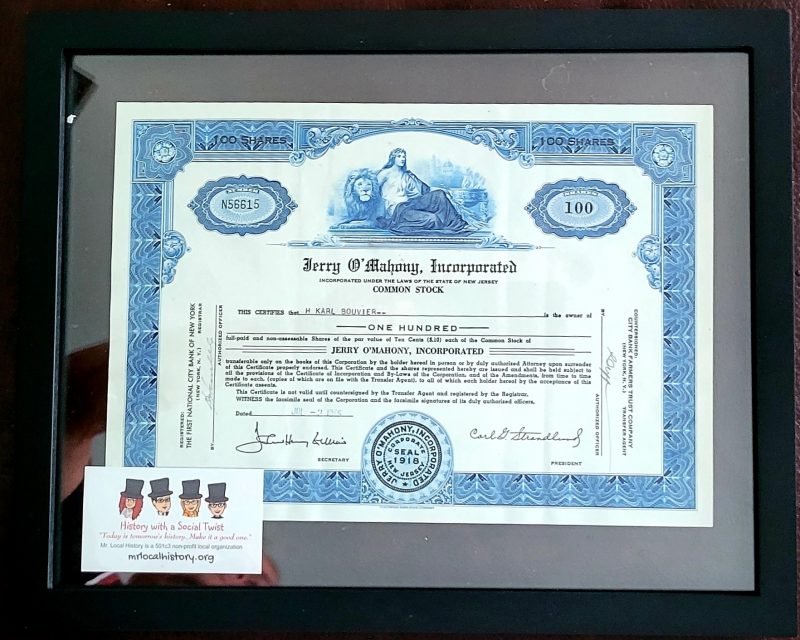 100 SHARES
100 SHARES
NUMBER
N56615
SHARES
100
Jerry O'Mahony, Incorporated
INCORPORATED UNDER THE LAWS OF THE STATE OF NEW JERSEY
COMMON STOCK
THIS CERTIFIES that H KARL BOUVIER-- is the owner of
ONE HUNDRED
full-paid and non-assessable Shares of the par value of Ten Cents ($.10) each of the Common Stock of
JERRY O'MAHONY, INCORPORATED
transferable only on the books of this Corporation by the holder hereof in person or by duly authorized Attorney upon surrender
of this Certificate properly endorsed. This Certificate and the shares represented hereby are issued and shall be held subject to
all the provisions of the Certificate of Incorporation and By-Laws of the Corporation, and of the Amendments, from time to time
made to each, (copies of which are on file with the Transfer Agent), to all of which each holder hereof by the acceptance of this
Certificate assents.
This Certificate is not valid until countersigned by the Transfer Agent and registered by the Registrar.
WITNESS the facsimile seal of the Corporation and the facsimile signatures of its duly authorized officers.
Dated JUL - 2
SECRETARY
JERRY O'MAHONY, INCORPORATED
CORPORATE
SEAL
1918
NEW JERSEY
Carl G. Strandlund
PRESIDENT
REGISTERED:
THE FIRST NATIONAL CITY BANK OF NEW YORK
(NEW YORK, N. Y.) REGISTRAR
BY
AUTHORIZED OFFICER
COUNTERSIGNED:
CITY BANK FARMERS TRUST COMPANY
(NEW YORK, N. Y.) TRANSFER AGENT
BY
AUTHORIZED OFFICER
History with a Social Twist
"Today is tomorrow's history. Make it a good one."
Mr. Local History is a 501c3 non-profit local organization
mrlocalhistory.org